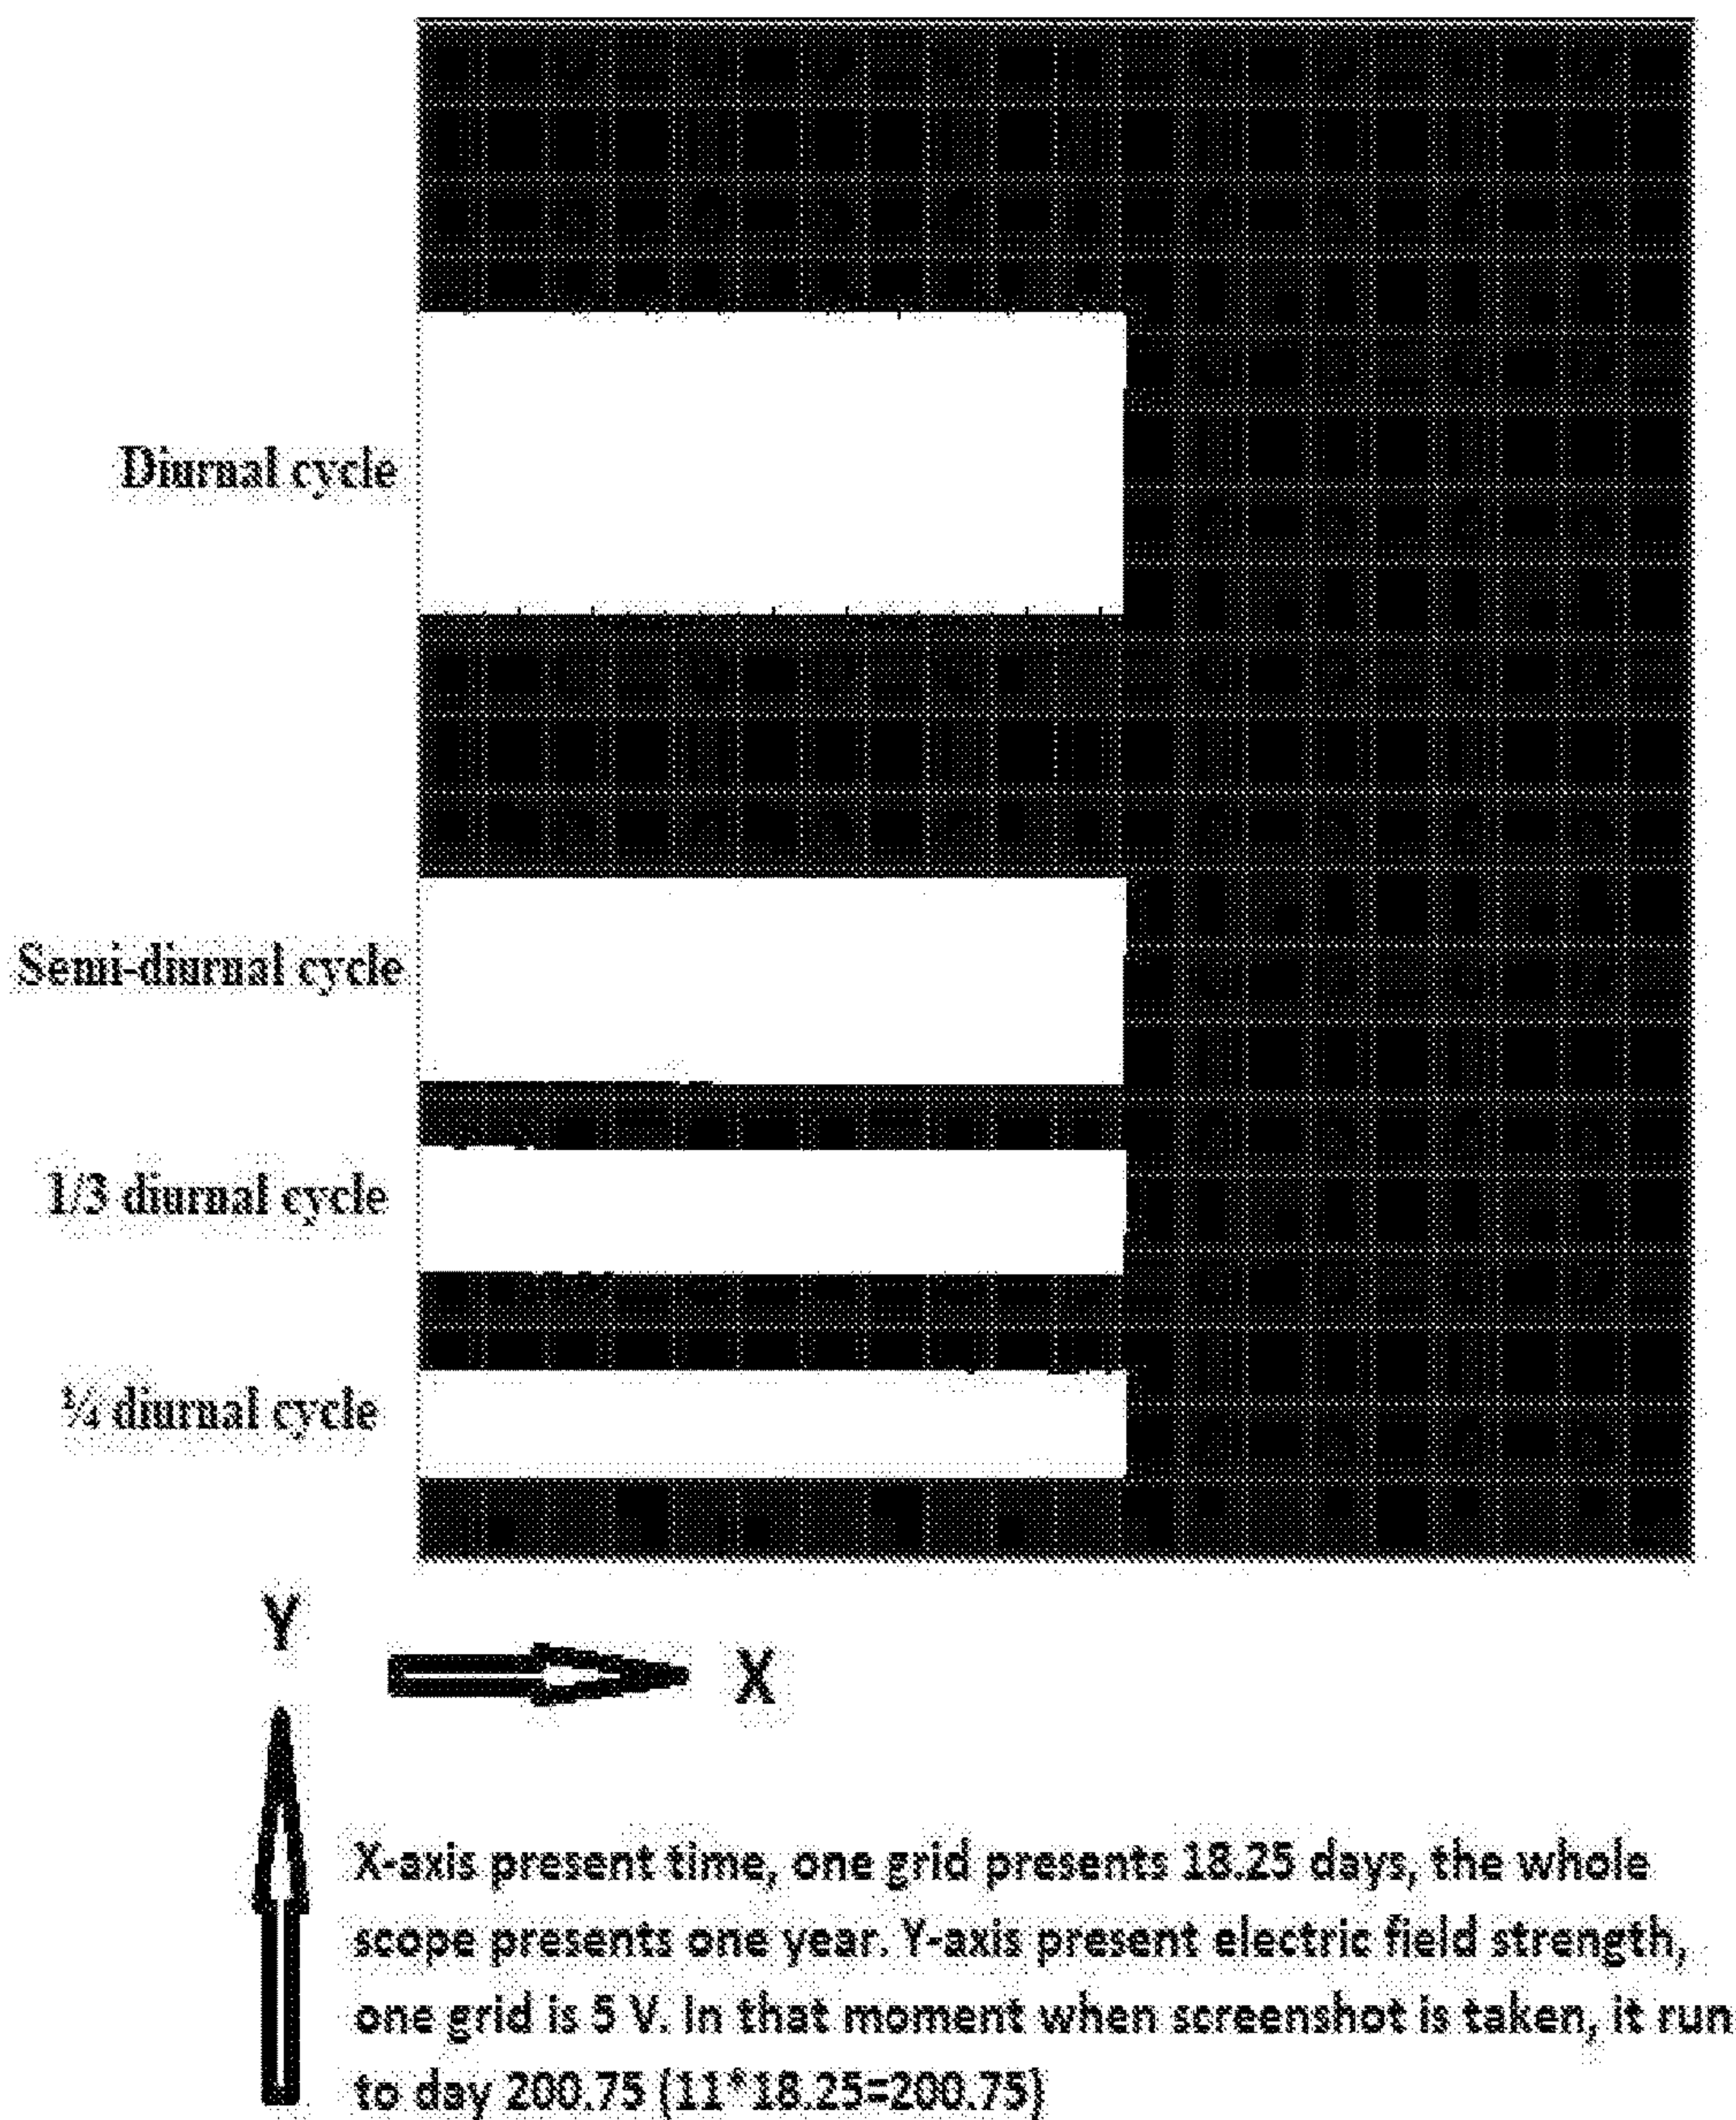 Diurnal cycle
Semi-diurnal cycle
1/3 diurnal cycle
¼ diurnal cycle
Y
X
X-axis present time, one grid presents 18.25 days, the whole
scope presents one year. Y-axis present electric field strength,
one grid is 5 V. In that moment when screenshot is taken, it run
to day 200.75 (11*18.25=200.75)